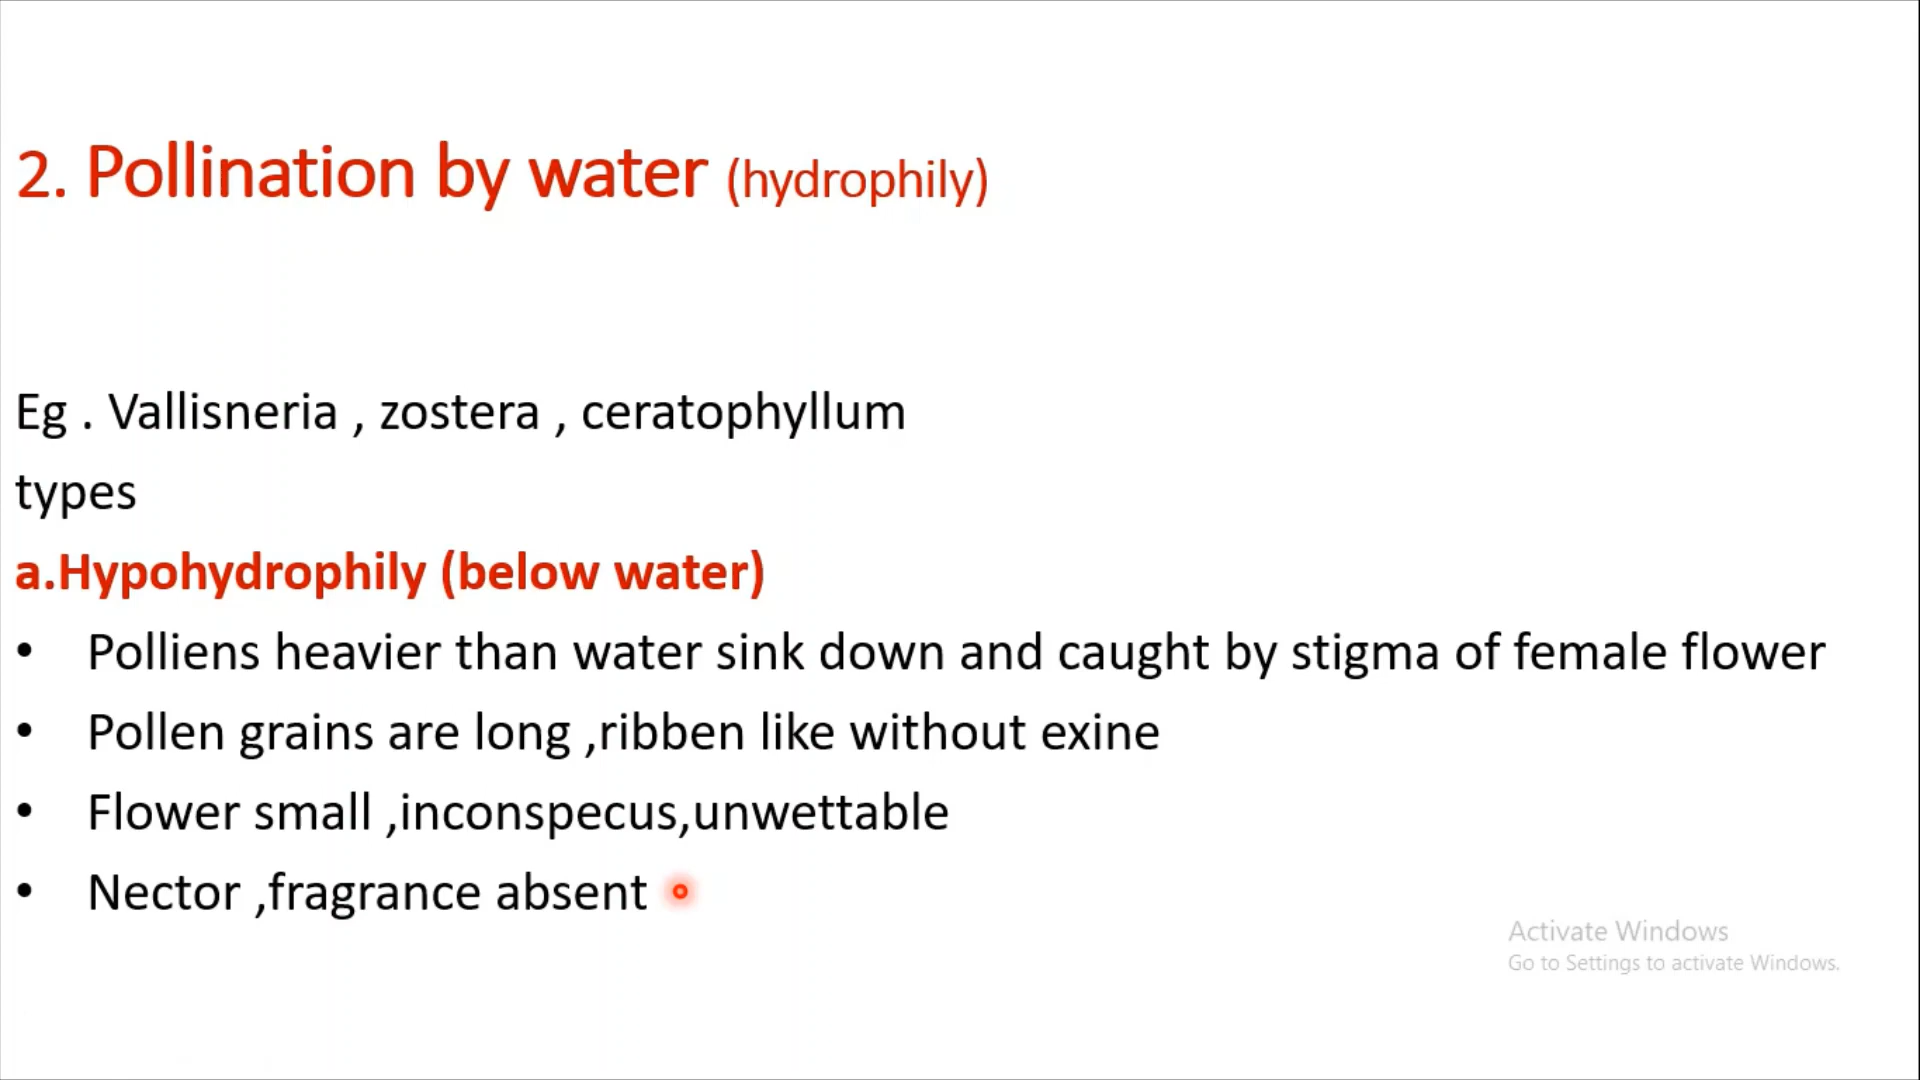 2. Pollination by water (hydrophily)
Eg . Vallisneria , zostera , ceratophyllum
types
a.Hypohydrophily (below water)
• Polliens heavier than water sink down and caught by stigma of female flower
• Pollen grains are long ,ribben like without exine
• Flower small ,inconspecus,unwettable
• Nector ,fragrance absent
Activate Windows
Go to Settings to activate Windows.